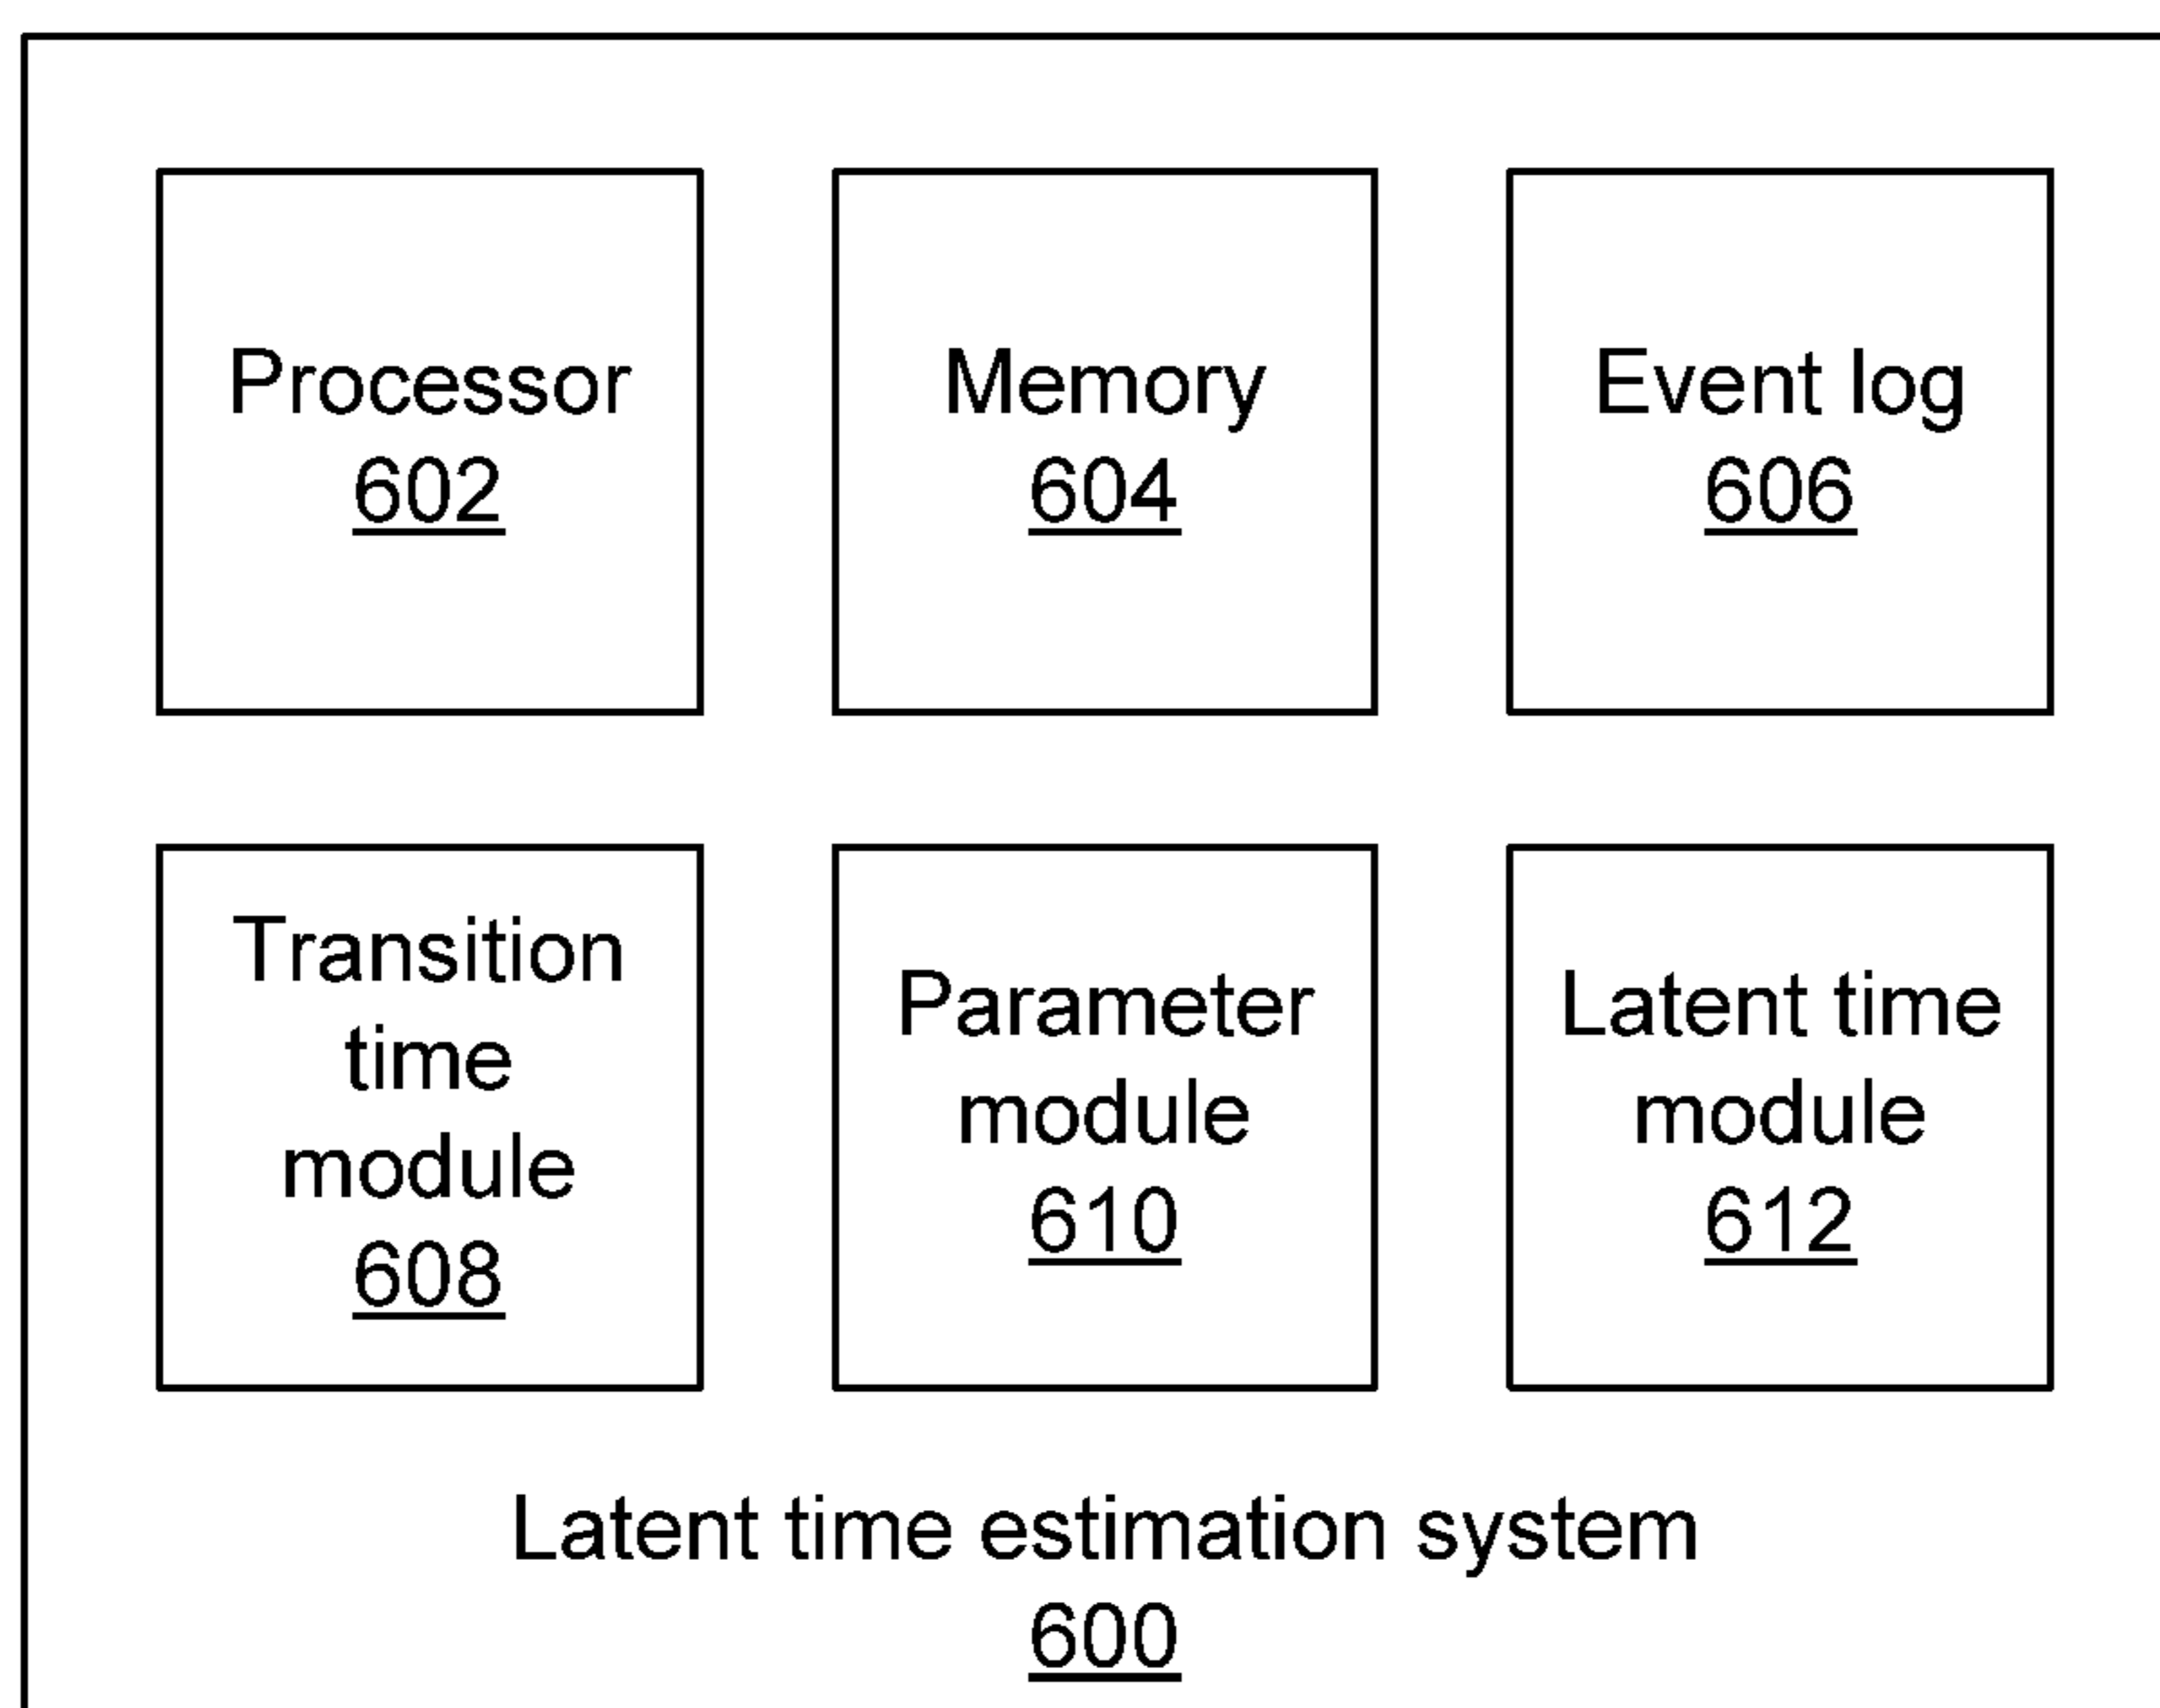 Processor
602
Memory
604
Event log
606
Transition
time
module
608
Parameter
module
610
Latent time
module
612
Latent time estimation system
600